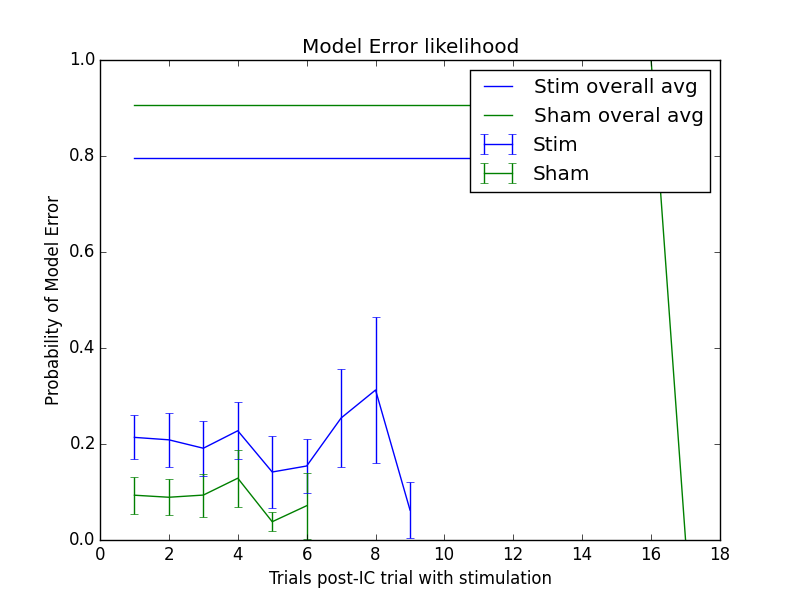 Model Error likelihood
1.0
0.8
0.6
0.4
0.2
0.0
Probability of Model Error
Stim overall avg
Sham overal avg
Stim
Sham
0 2 4 6 8 10 12 14 16 18
Trials post-IC trial with stimulation